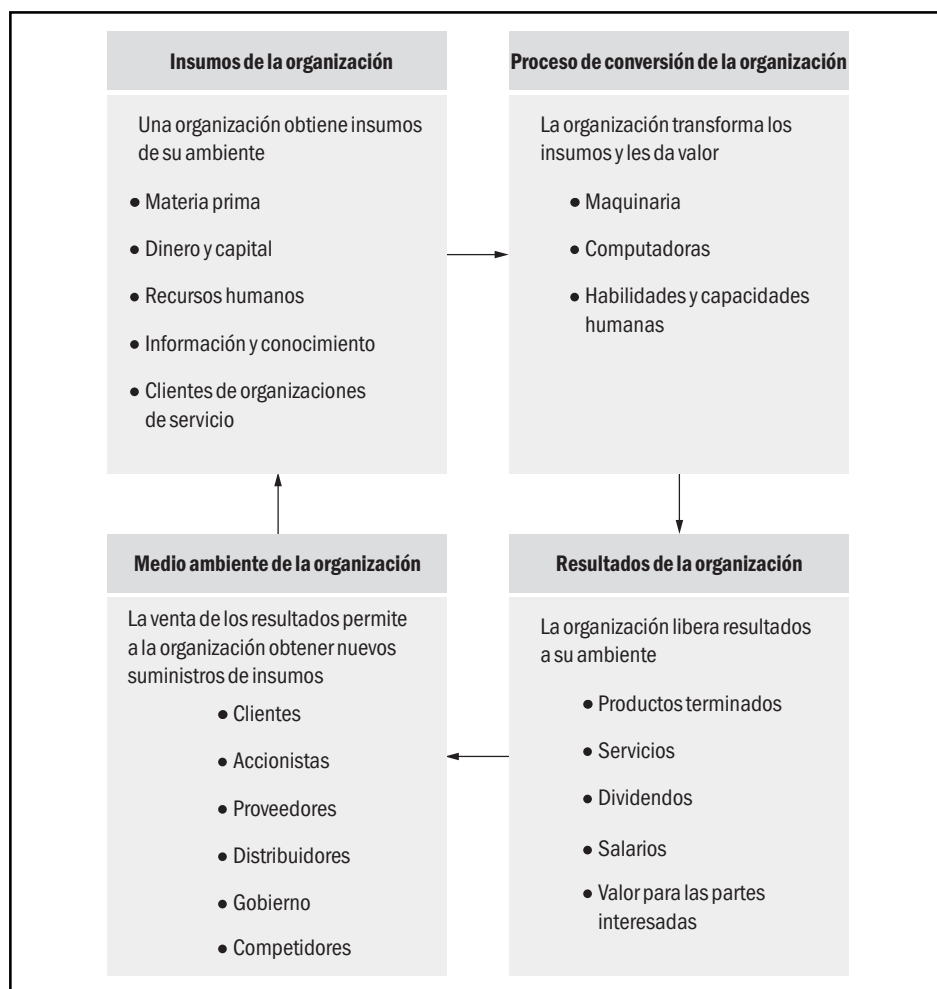 Insumos de la organización
Una organización obtiene insumos
de su ambiente
● Materia prima
● Dinero y capital
● Recursos humanos
● Información y conocimiento
● Clientes de organizaciones
de servicio
Proceso de conversión de la organización
La organización transforma los
insumos y les da valor
● Maquinaria
● Computadoras
● Habilidades y capacidades
humanas
Medio ambiente de la organización
La venta de los resultados permite
a la organización obtener nuevos
suministros de insumos
● Clientes
● Accionistas
● Proveedores
● Distribuidores
● Gobierno
● Competidores
Resultados de la organización
La organización libera resultados
a su ambiente
● Productos terminados
● Servicios
● Dividendos
● Salarios
● Valor para las partes
interesadas